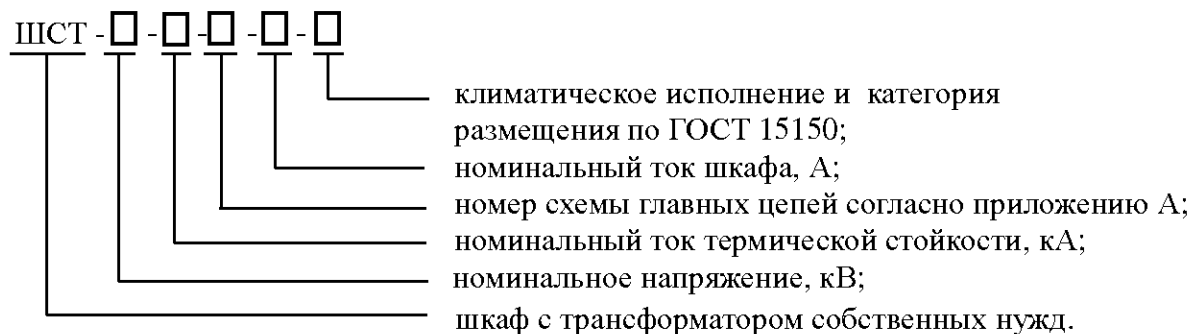 ШСТ -□ -□ -□ -□ -□
климатическое исполнение и категория
размещения по ГОСТ 15150;
номинальный ток шкафа, А;
номер схемы главных цепей согласно приложению А;
номинальный ток термической стойкости, кА;
номинальное напряжение, кВ;
шкаф с трансформатором собственных нужд.